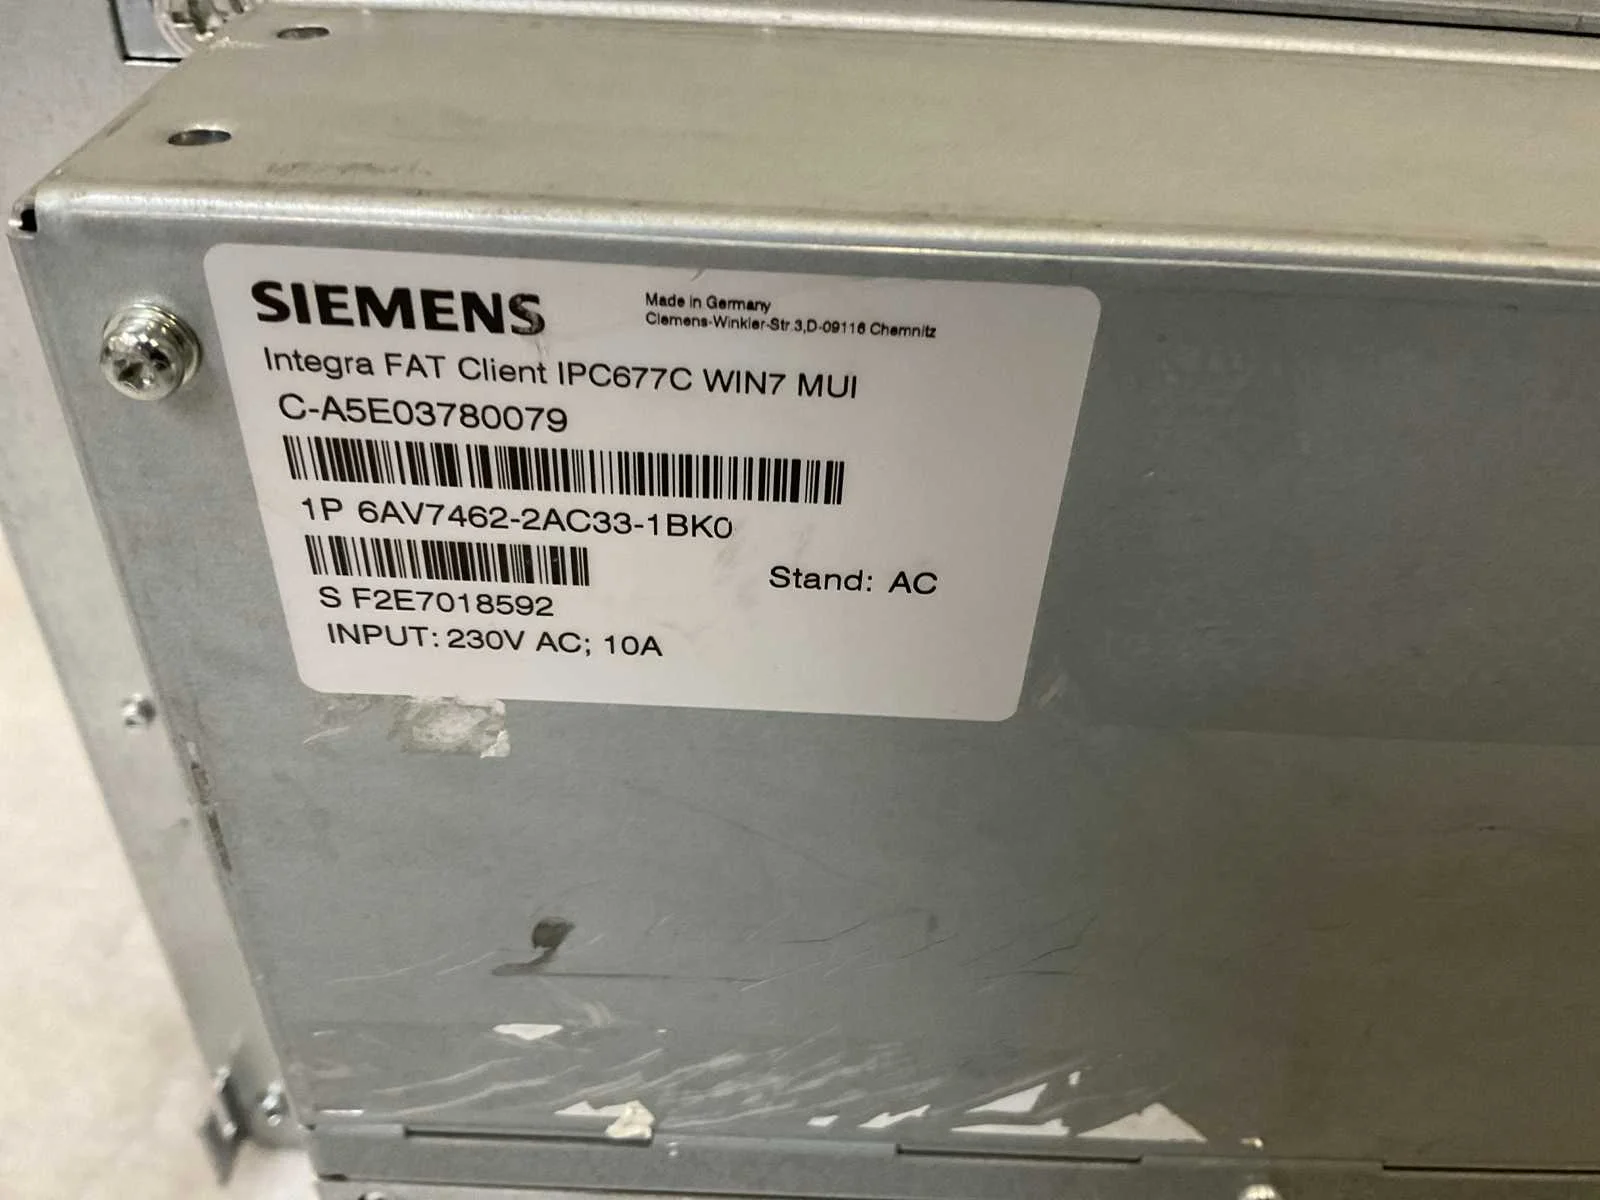 SIEMENS
Made in Germany
Clemens-Winkler-Str.3,D-09116 Chemnitz
Integra FAT Client IPC677C WIN7 MUI
C-A5E03780079
1P 6AV7462-2AC33-1BK0
Stand: AC
S F2E7018592
INPUT: 230V AC; 10A